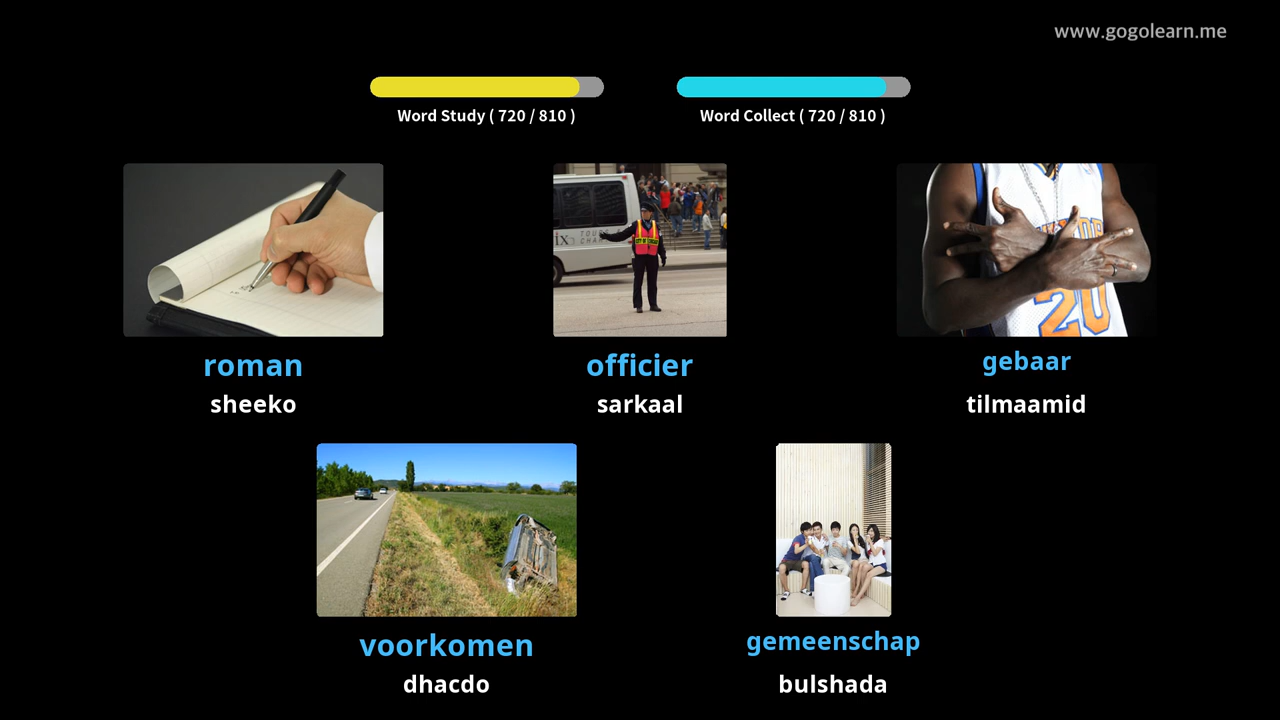 www.gogolearn.me
Word Study ( 720 / 810 )
Word Collect ( 720 / 810 )
roman
sheeko
officier
sarkaal
gebaar
tilmaamid
voorkomen
dhacdo
gemeenschap
bulshada
20